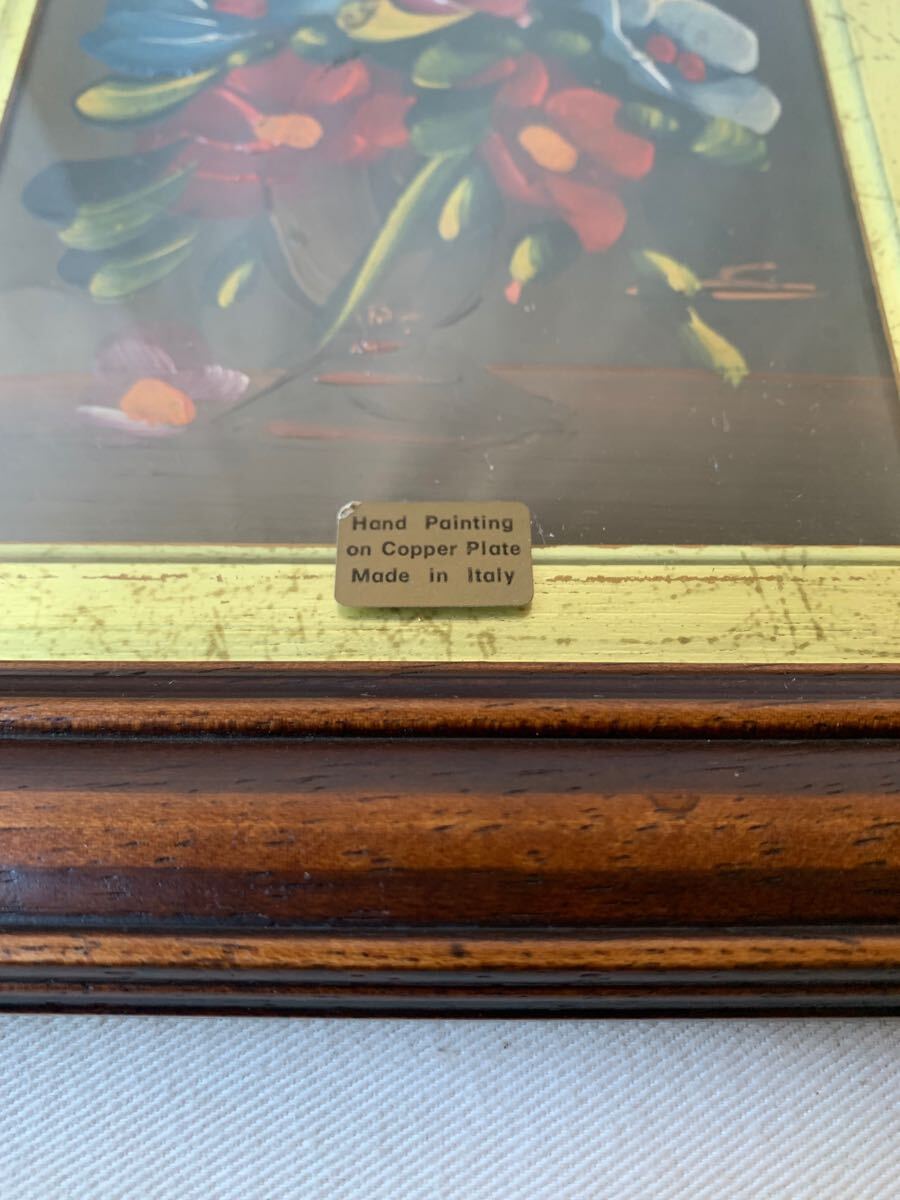 Hand Painting
on Copper Plate
Made in Italy